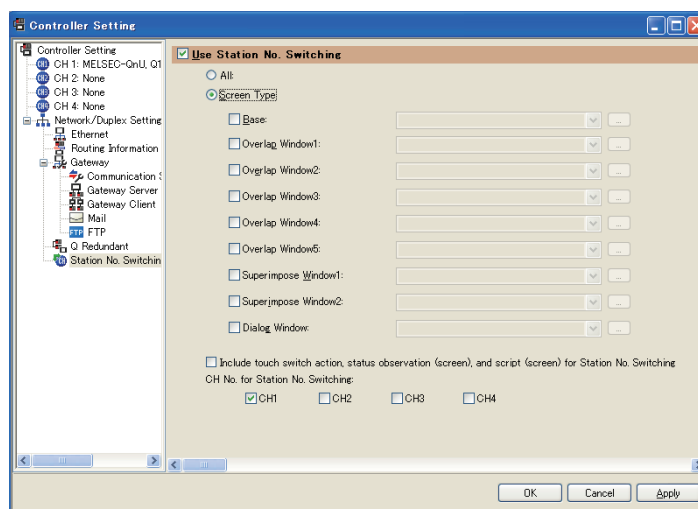 Controller Setting
Controller Setting
CH 1: MELSEC-QnU, Q1
CH 2: None
CH 3: None
CH 4: None
Network/Duplex Setting
Ethernet
Routing Information
Gateway
Communication S
Gateway Server
Gateway Client
Mail
FTP FTP
Q Redundant
Station No. Switchin
Use Station No. Switching
All:
Screen Type
Base:
Overlap Window1:
Overlap Window2:
Overlap Window3:
Overlap Window4:
Overlap Window5:
Superimpose Window1:
Superimpose Window2:
Dialog Window:
Include touch switch action, status observation (screen), and script (screen) for Station No. Switching
CH No. for Station No. Switching:
CH1 CH2 CH3 CH4
OK Cancel Apply